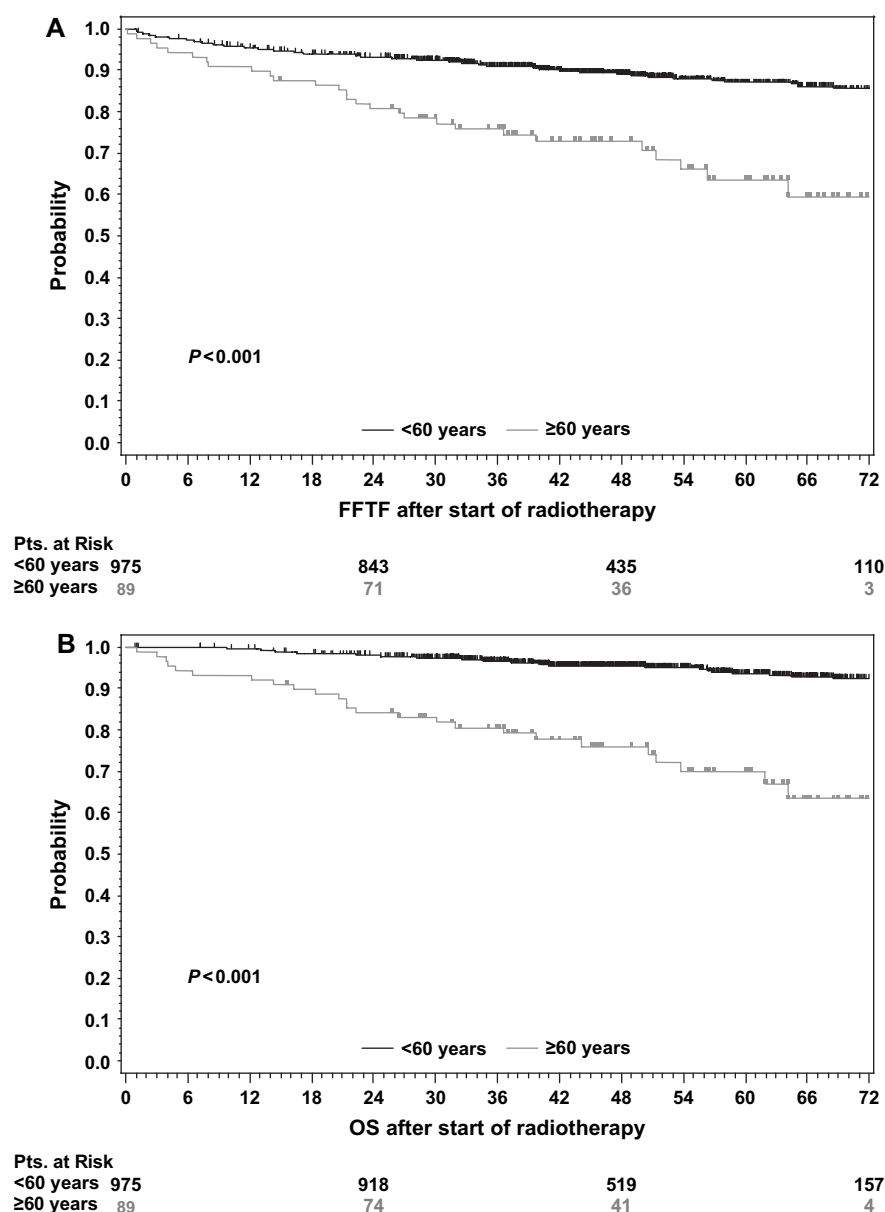 A
1.0
0.9
0.8
0.7
0.6
0.5
0.4
0.3
0.2
0.1
0.0
Probability
P<0.001
<60 years ≥60 years
0 6 12 18 24 30 36 42 48 54 60 66 72
FFTF after start of radiotherapy
Pts. at Risk
<60 years 975 843 435 110
≥60 years 89 71 36 3
B
1.0
0.9
0.8
0.7
0.6
0.5
0.4
0.3
0.2
0.1
0.0
Probability
P<0.001
<60 years ≥60 years
0 6 12 18 24 30 36 42 48 54 60 66 72
OS after start of radiotherapy
Pts. at Risk
<60 years 975 918 519 157
≥60 years 89 74 41 4